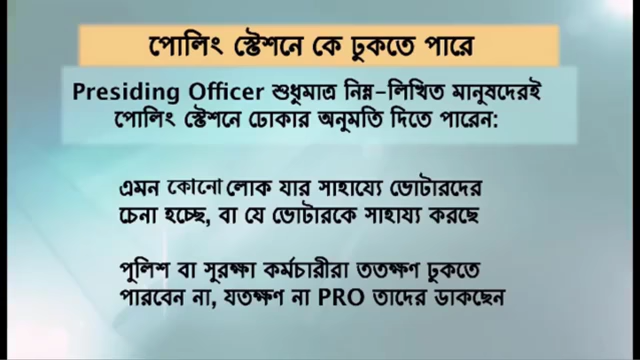 পোলিং স্টেশনে কে ঢুকতে পারে
Presiding Officer শুধুমাত্র নিম্ন-লিখিত মানুষদেরই
পোলিং স্টেশনে ঢোকার অনুমতি দিতে পারেন:
এমন কোনো লোক যার সাহায্যে ভোটারদের
চেনা হচ্ছে, বা যে ভোটারকে সাহায্য করছে
পুলিশ বা সুরক্ষা কর্মচারীরা ততক্ষণ ঢুকতে
পারবেন না, যতক্ষণ না PRO তাদের ডাকছেন